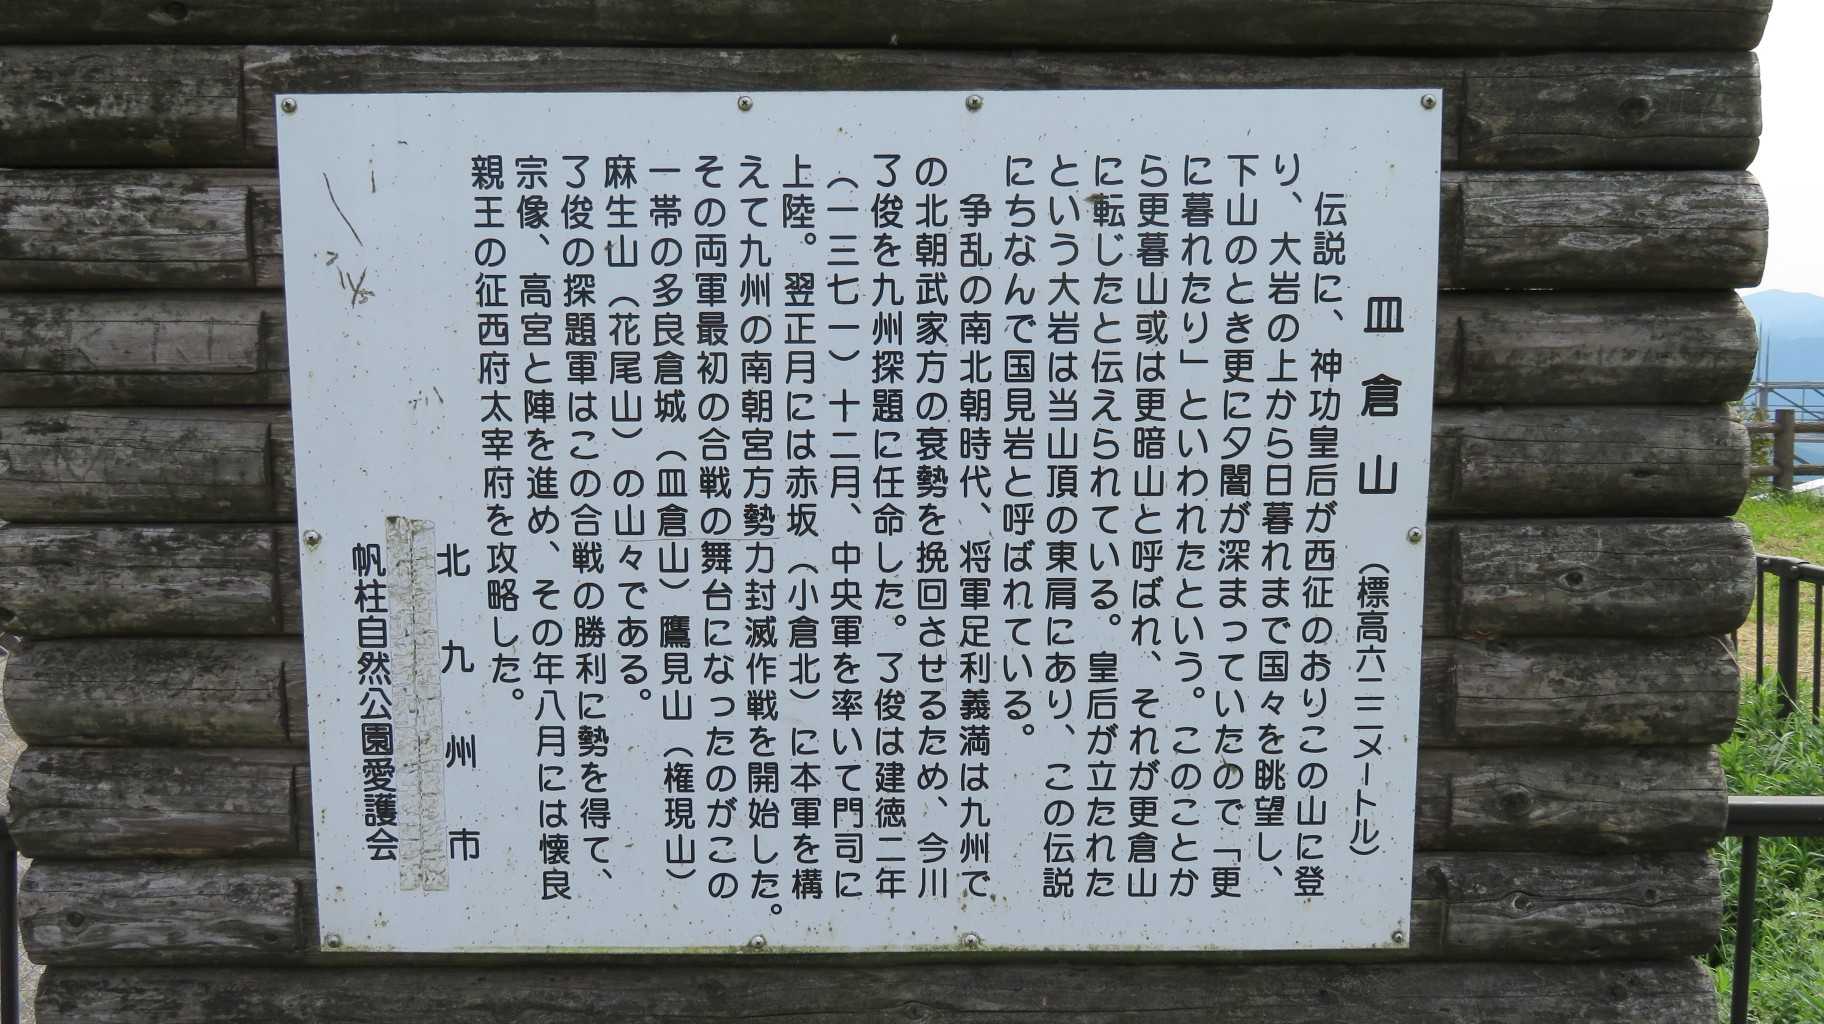 皿倉山（標高六二二メートル）
伝説に、神功皇后が西征のおりこの山に登
り、大岩の上から日暮れまで国々を眺望し、
下山のとき更に夕闇が深まっていたので「更
に暮れたり」といわれたという。このことか
ら更暮山或は更暗山と呼ばれ、それが更倉山
に転じたと伝えられている。皇后が立たれた
という大岩は当山頂の東肩にあり、この伝説
にちなんで国見岩と呼ばれている。
争乱の南北朝時代、将軍足利義満は九州で
の北朝武家方の衰勢を挽回させるため、今川
了俊を九州探題に任命した。了俊は建徳二年
（一三七一）十二月、中央軍を率いて門司に
上陸。翌正月には赤坂（小倉北）に本軍を構
えて九州の南朝宮方勢力封滅作戦を開始した。
その両軍最初の合戦の舞台になったのがこの
一帯の多良倉城（皿倉山）鷹見山（権現山）
麻生山（花尾山）の山々である。
了俊の探題軍はこの合戦の勝利に勢を得て、
宗像、高宮と陣を進め、その年八月には懐良
親王の征西府太宰府を攻略した。
北九州市
帆柱自然公園愛護会